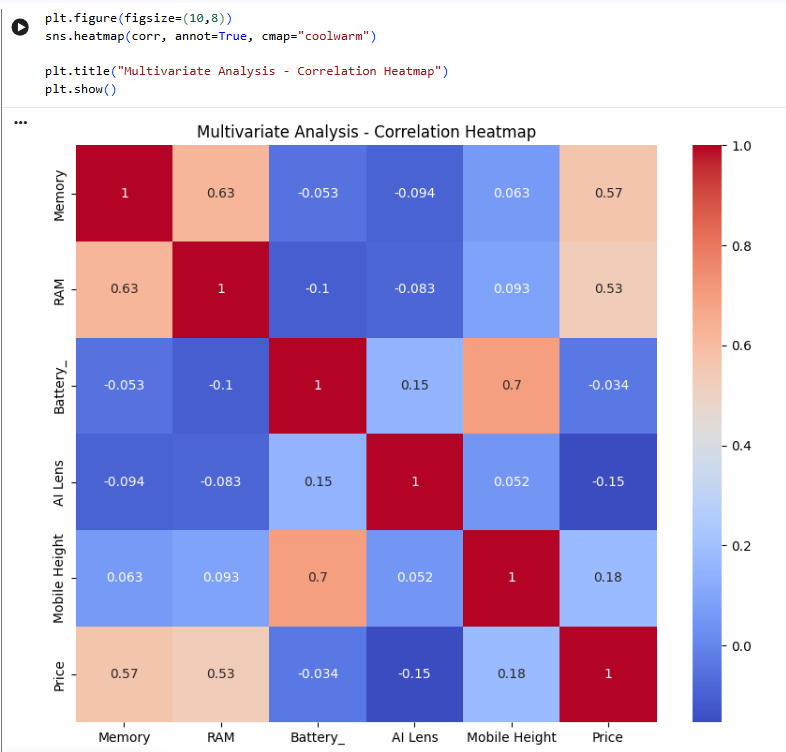 plt.figure(figsize=(10,8))
sns.heatmap(corr, annot=True, cmap="coolwarm")
plt.title("Multivariate Analysis - Correlation Heatmap")
plt.show()
...
Multivariate Analysis - Correlation Heatmap
Memory 1 0.63 -0.053 -0.094 0.063 0.57
RAM 0.63 1 -0.1 -0.083 0.093 0.53
Battery_ -0.053 -0.1 1 0.15 0.7 -0.034
AI Lens -0.094 -0.083 0.15 1 0.052 -0.15
Mobile Height 0.063 0.093 0.7 0.052 1 0.18
Price 0.57 0.53 -0.034 -0.15 0.18 1
Memory RAM Battery_ AI Lens Mobile Height Price
1.0
0.8
0.6
0.4
0.2
0.0